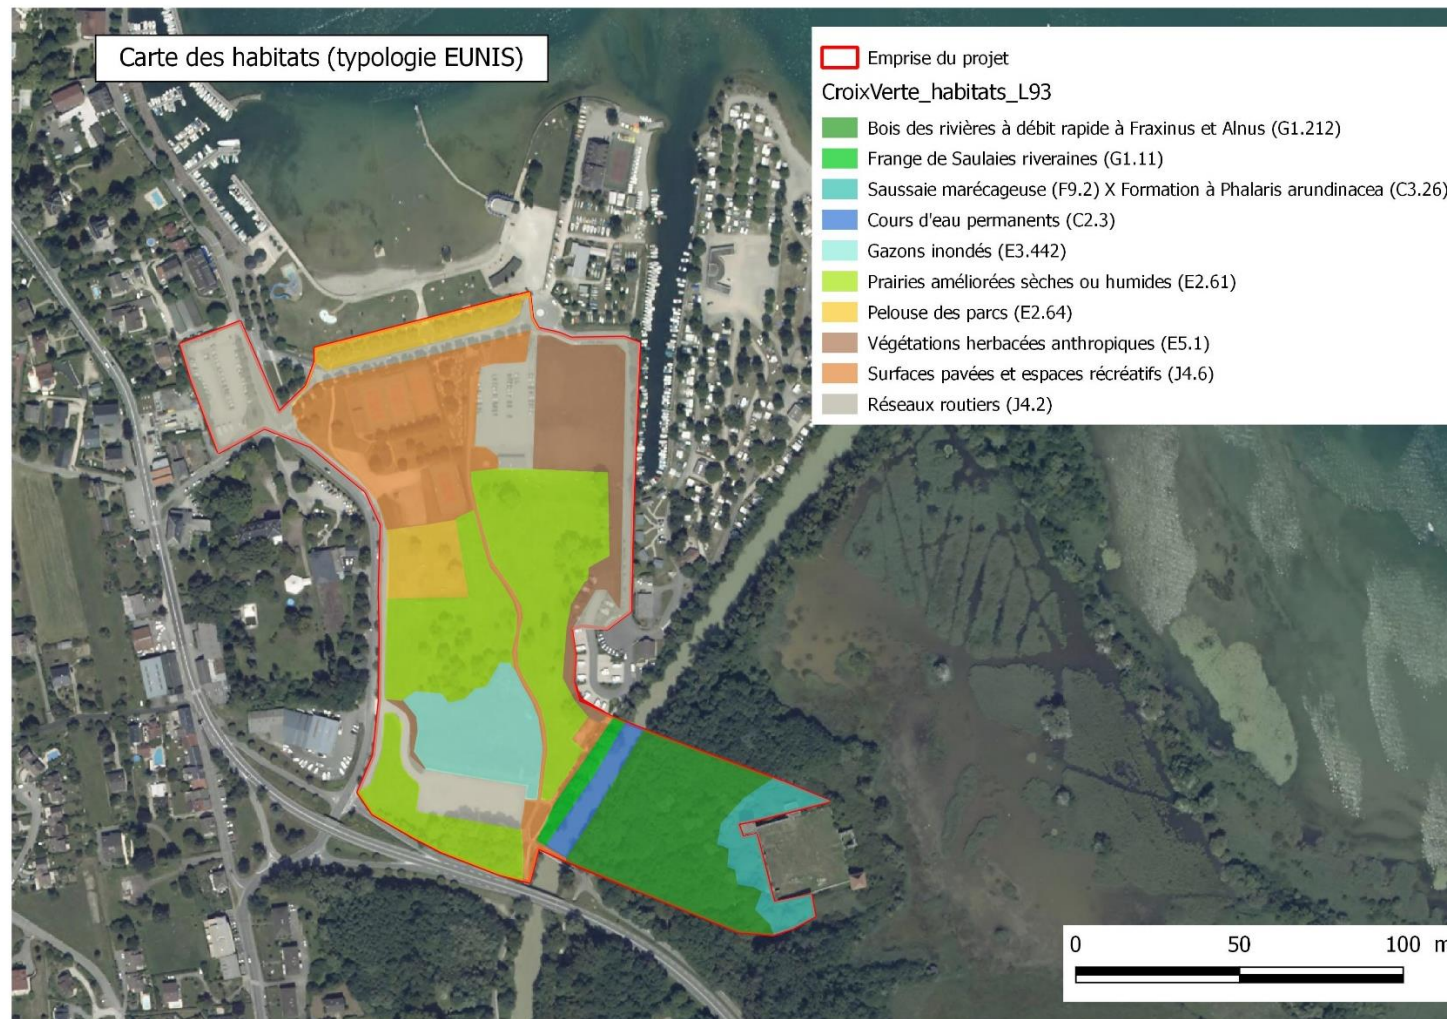 Carte des habitats (typologie EUNIS)
Emprise du projet
CroixVerte_habitats_L93
Bois des rivières à débit rapide à Fraxinus et Alnus (G1.212)
Frange de Saulaies riveraines (G1.11)
Saussaie marécageuse (F9.2) X Formation à Phalaris arundinacea (C3.26)
Cours d'eau permanents (C2.3)
Gazons inondés (E3.442)
Prairies améliorées sèches ou humides (E2.61)
Pelouse des parcs (E2.64)
Végétations herbacées anthropiques (E5.1)
Surfaces pavées et espaces récréatifs (J4.6)
Réseaux routiers (J4.2)
0 50 100 m